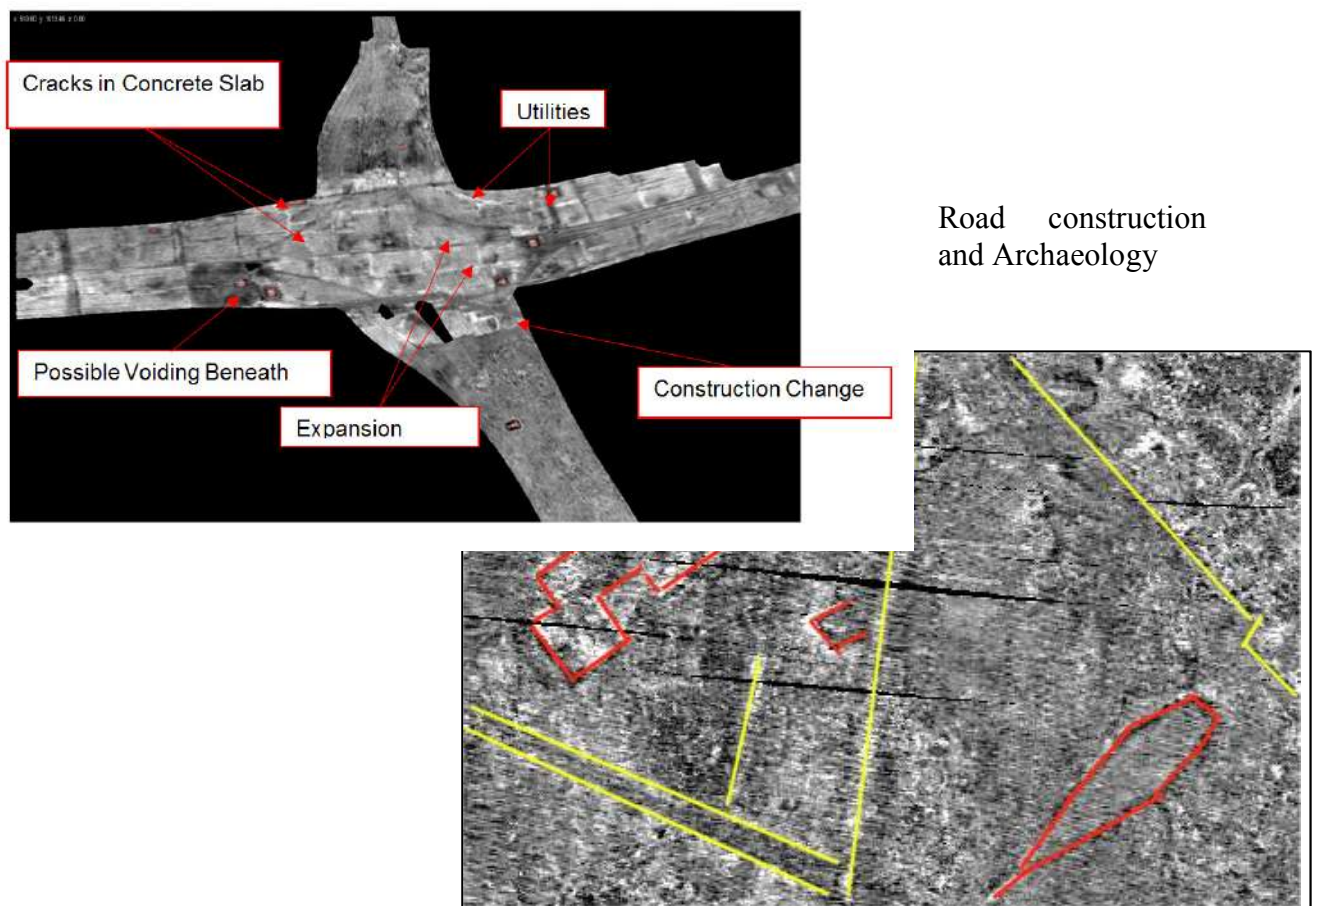 Cracks in Concrete Slab
Utilities
Road construction
and Archaeology
Possible Voiding Beneath
Construction Change
Expansion